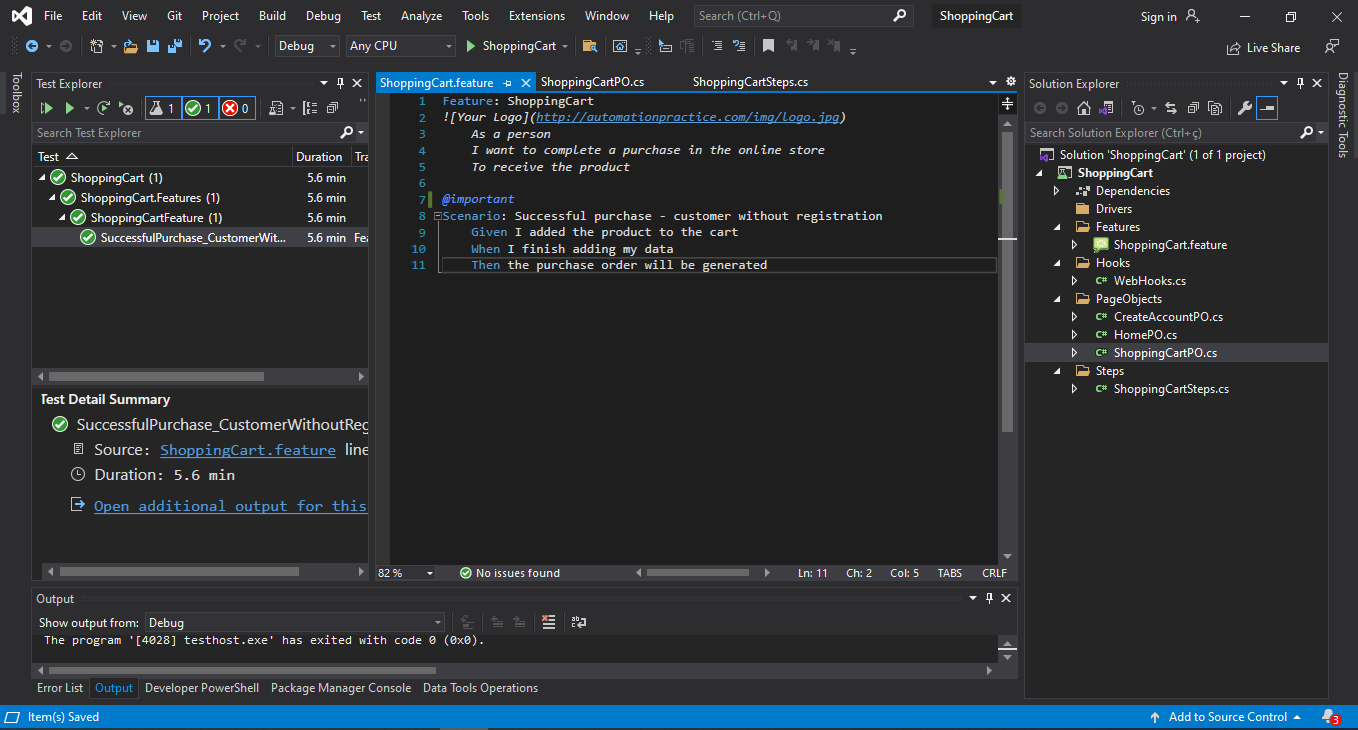 File Edit View Git Project Build Debug Test Analyze Tools Extensions Window Help Search (Ctrl+Q) ShoppingCart Sign in
Debug Any CPU ShoppingCart Live Share
Toolbox
Test Explorer
1 1 0
Search Test Explorer
Test Duration Tra
ShoppingCart (1) 5.6 min
ShoppingCart.Features (1) 5.6 min
ShoppingCartFeature (1) 5.6 min
SuccessfulPurchase_CustomerWit... 5.6 min Fea
Test Detail Summary
SuccessfulPurchase_CustomerWithoutReg
Source: ShoppingCart.feature line
Duration: 5.6 min
Open additional output for this
ShoppingCart.feature ShoppingCartPO.cs ShoppingCartSteps.cs
1 Feature: ShoppingCart
2 ![Your Logo](http://automationpractice.com/img/logo.jpg)
3 As a person
4 I want to complete a purchase in the online store
5 To receive the product
6
7 @important
8 Scenario: Successful purchase - customer without registration
9 Given I added the product to the cart
10 When I finish adding my data
11 Then the purchase order will be generated
82 % No issues found Ln: 11 Ch: 2 Col: 5 TABS CRLF
Solution Explorer
Search Solution Explorer (Ctrl+ç)
Solution 'ShoppingCart' (1 of 1 project)
ShoppingCart
Dependencies
Drivers
Features
ShoppingCart.feature
Hooks
C# WebHooks.cs
PageObjects
C# CreateAccountPO.cs
C# HomePO.cs
C# ShoppingCartPO.cs
Steps
C# ShoppingCartSteps.cs
Diagnostic Tools
Output
Show output from: Debug
The program '[4028] testhost.exe' has exited with code 0 (0x0).
Error List Output Developer PowerShell Package Manager Console Data Tools Operations
Item(s) Saved Add to Source Control 3